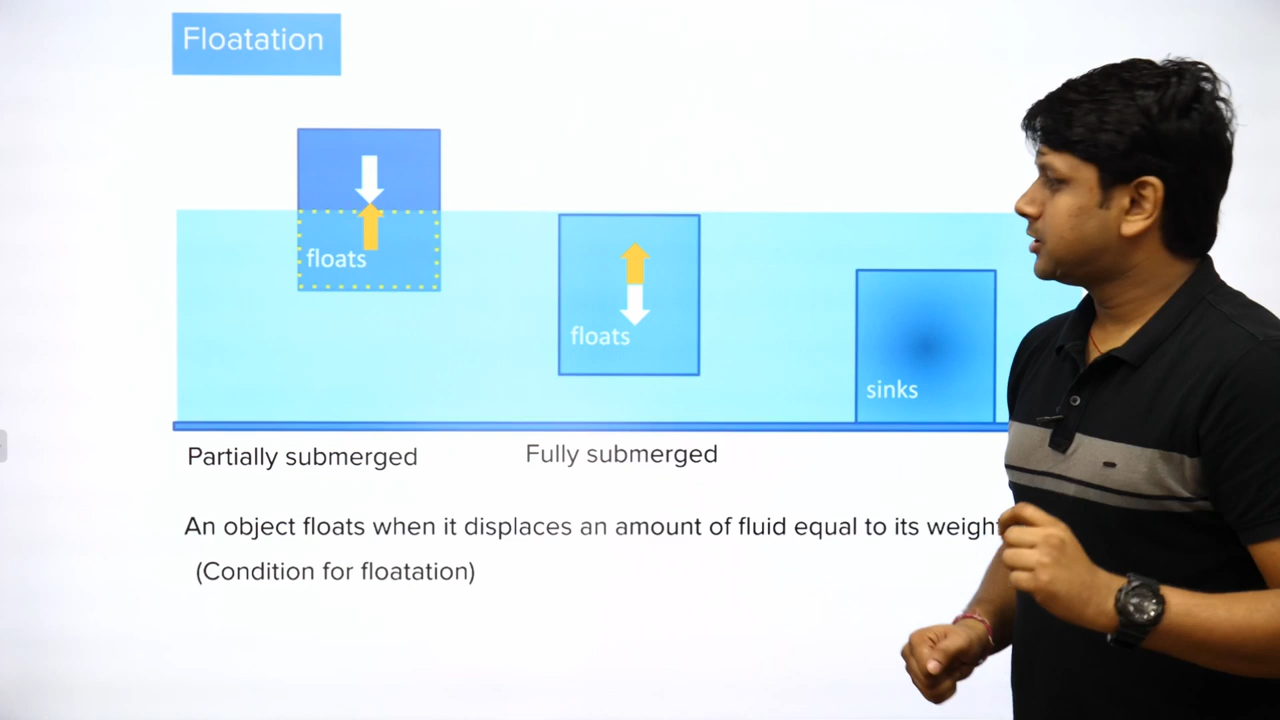 Floatation
floats
floats
sinks
Partially submerged
Fully submerged
An object floats when it displaces an amount of fluid equal to its weight
(Condition for floatation)